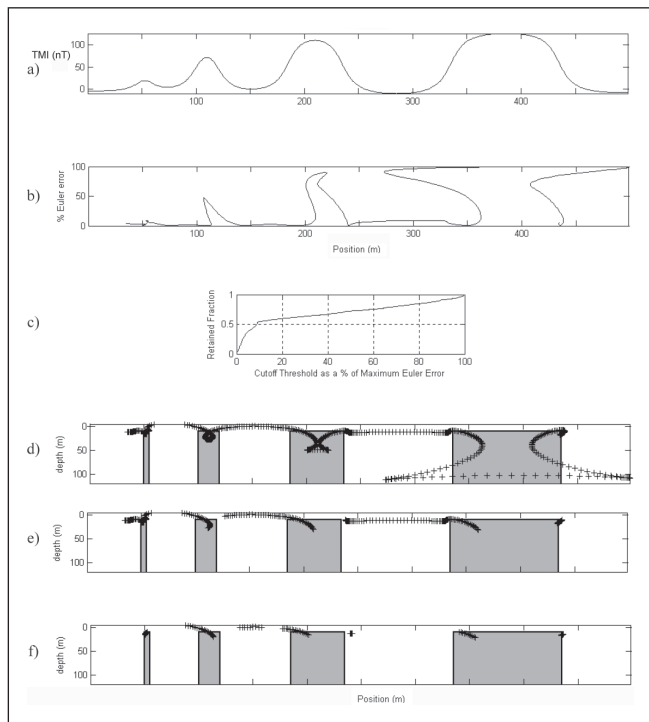 a)
TMI (nT)
100
50
0
100 200 300 400
b)
% Euler error
100
50
0
100 200 300 400
Position (m)
c)
Retained Fraction
1
0.5
0
0 20 40 60 80 100
Cutoff Threshold as a % of Maximum Euler Error
d)
depth (m)
0
50
100
e)
depth (m)
0
50
100
f)
depth (m)
0
50
100
Position (m)